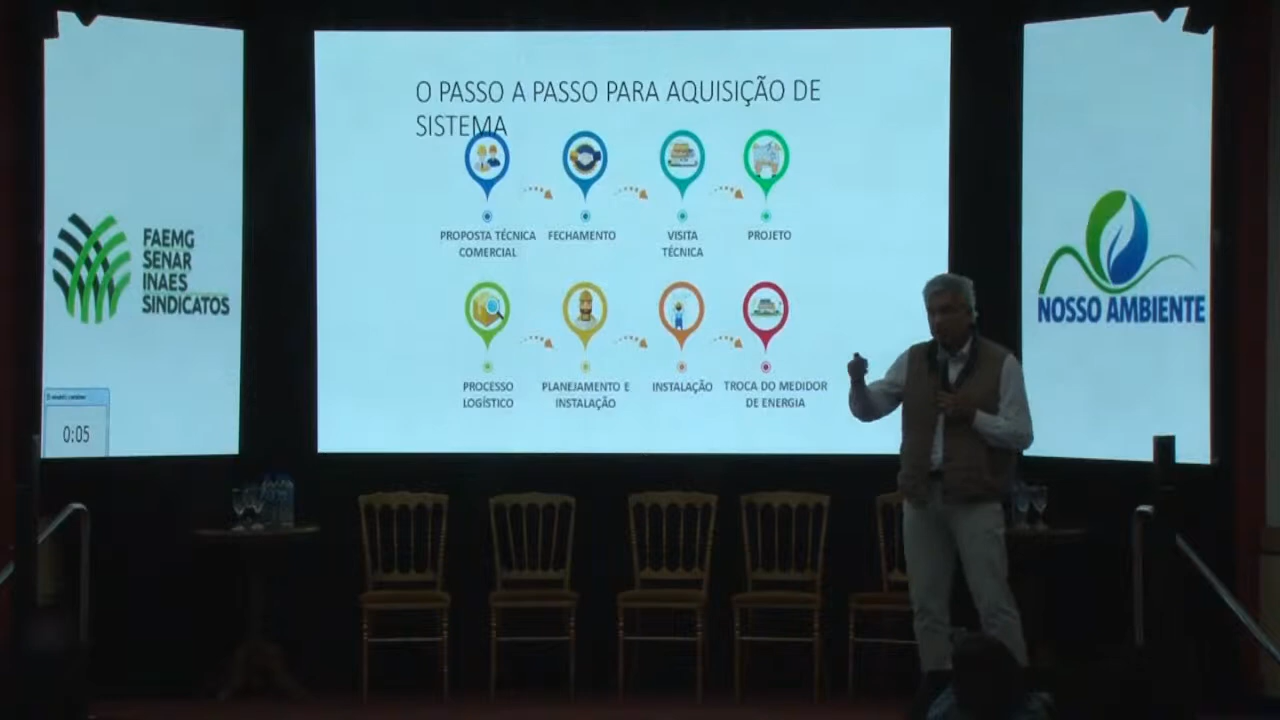 O PASSO A PASSO PARA AQUISIÇÃO DE
SISTEMA
PROPOSTA TÉCNICA
COMERCIAL
FECHAMENTO
VISITA
TÉCNICA
PROJETO
PROCESSO
LOGÍSTICO
PLANEJAMENTO E
INSTALAÇÃO
INSTALAÇÃO
TROCA DO MEDIDOR
DE ENERGIA
FAEMG
SENAR
INAES
SINDICATOS
0:05
NOSSO AMBIENTE